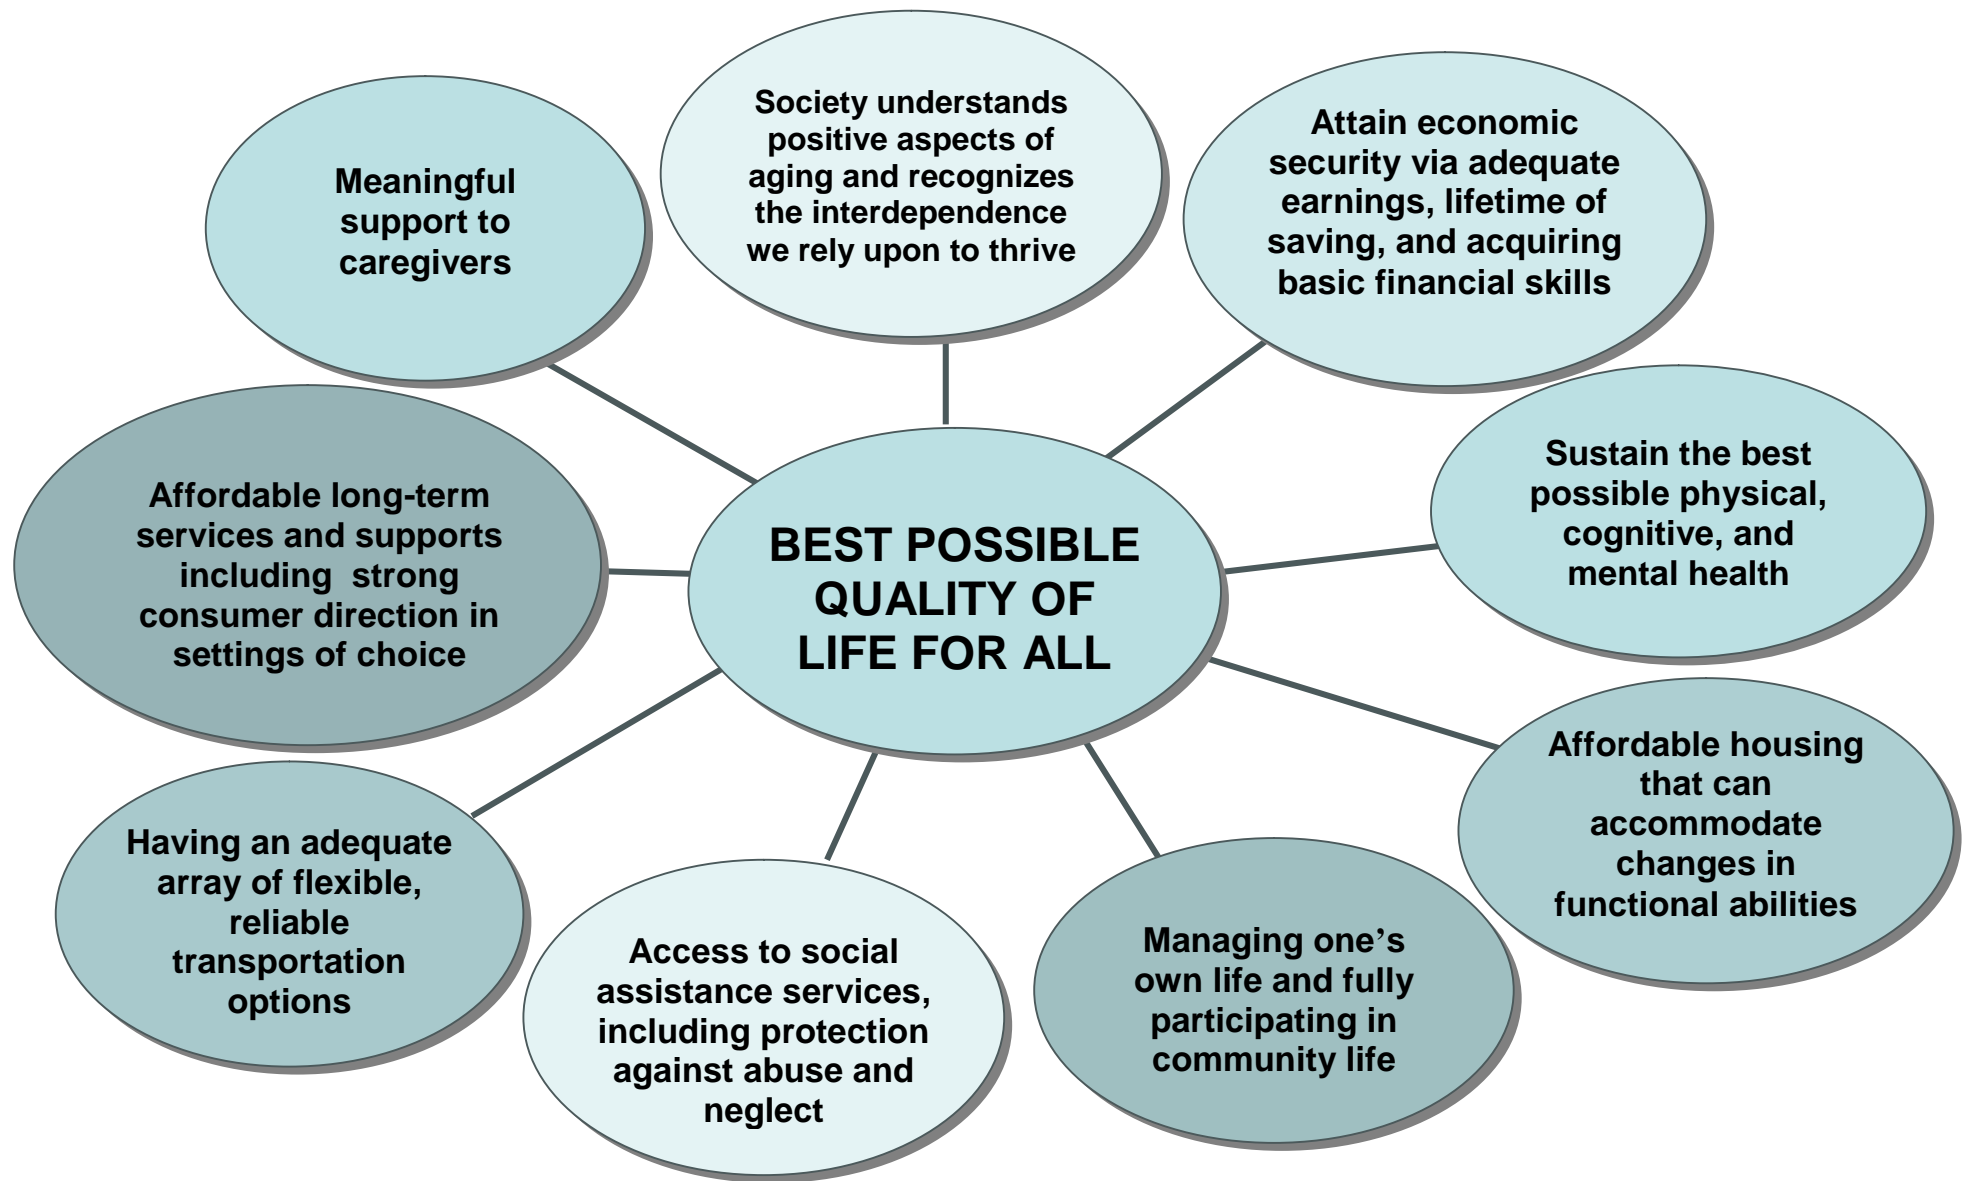 Society understands
positive aspects of
aging and recognizes
the interdependence
we rely upon to thrive
Attain economic
security via adequate
earnings, lifetime of
saving, and acquiring
basic financial skills
Sustain the best
possible physical,
cognitive, and
mental health
Affordable housing
that can
accommodate
changes in
functional abilities
Managing one’s
own life and fully
participating in
community life
Access to social
assistance services,
including protection
against abuse and
neglect
Having an adequate
array of flexible,
reliable
transportation
options
Affordable long-term
services and supports
including  strong
consumer direction in
settings of choice
Meaningful
support to
caregivers
BEST POSSIBLE
QUALITY OF
LIFE FOR ALL